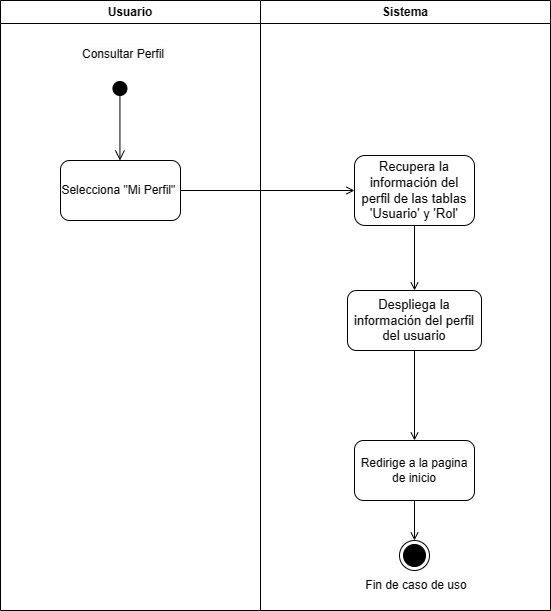 Usuario
Sistema
Consultar Perfil
Selecciona "Mi Perfil"
Recupera la
información del
perfil de las tablas
'Usuario' y 'Rol'
Despliega la
información del perfil
del usuario
Redirige a la pagina
de inicio
Fin de caso de uso